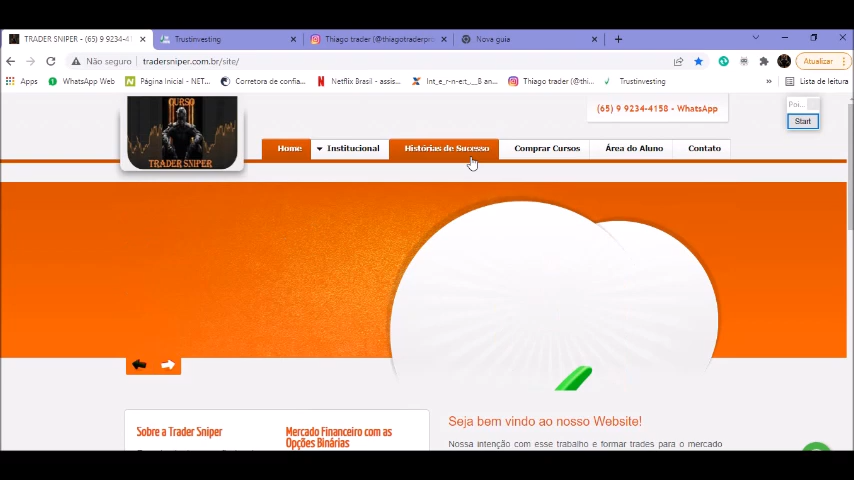 TRADER SNIPER - (65) 9 9234-4
Trustinvesting
Thiago trader (@thiagotraderpr
Nova guia
Não seguro
tradersniper.com.br/site/
Atualizar
Apps
WhatsApp Web
Página Inicial - NET...
Corretora de confia...
Netflix Brasil - assis...
Int_e_r-n-e_r_t__B an...
Thiago trader (@thi...
Trustinvesting
»
Lista de leitura
CURSO
TRADER SNIPER
(65) 9 9234-4158 - WhatsApp
Poi...
Start
Home
Institucional
Histórias de Sucesso
Comprar Cursos
Área do Aluno
Contato
Sobre a Trader Sniper
Mercado Financeiro com as
Opções Binárias
Seja bem vindo ao nosso Website!
Nossa intenção com esse trabalho e formar trades para o mercado